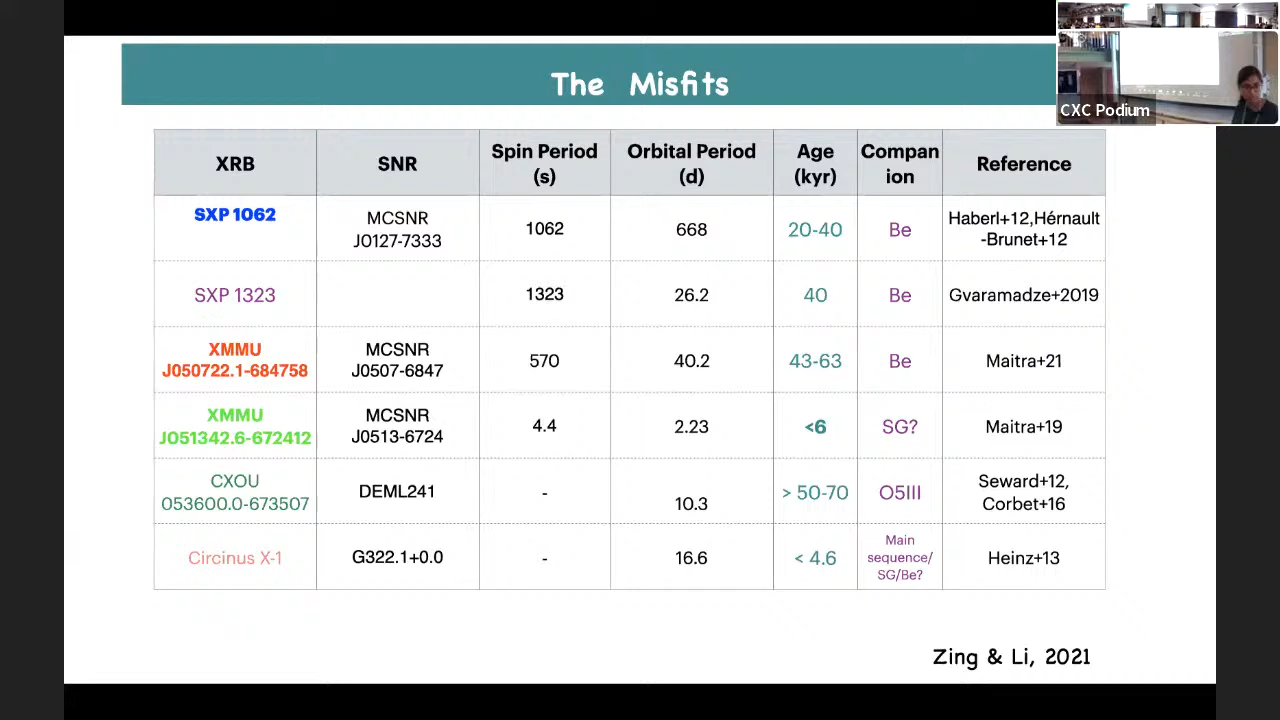 The Misfits
CXC Podium
XRB SNR Spin Period (s) Orbital Period (d) Age (kyr) Compan ion Reference
SXP 1062 MCSNR J0127-7333 1062 668 20-40 Be Haberl+12,Hérnault -Brunet+12
SXP 1323 1323 26.2 40 Be Gvaramadze+2019
XMMU J050722.1-684758 MCSNR J0507-6847 570 40.2 43-63 Be Maitra+21
XMMU J051342.6-672412 MCSNR J0513-6724 4.4 2.23 <6 SG? Maitra+19
CXOU 053600.0-673507 DEML241 - 10.3 > 50-70 O5III Seward+12, Corbet+16
Circinus X-1 G322.1+0.0 - 16.6 < 4.6 Main sequence/ SG/Be? Heinz+13
Zing & Li, 2021